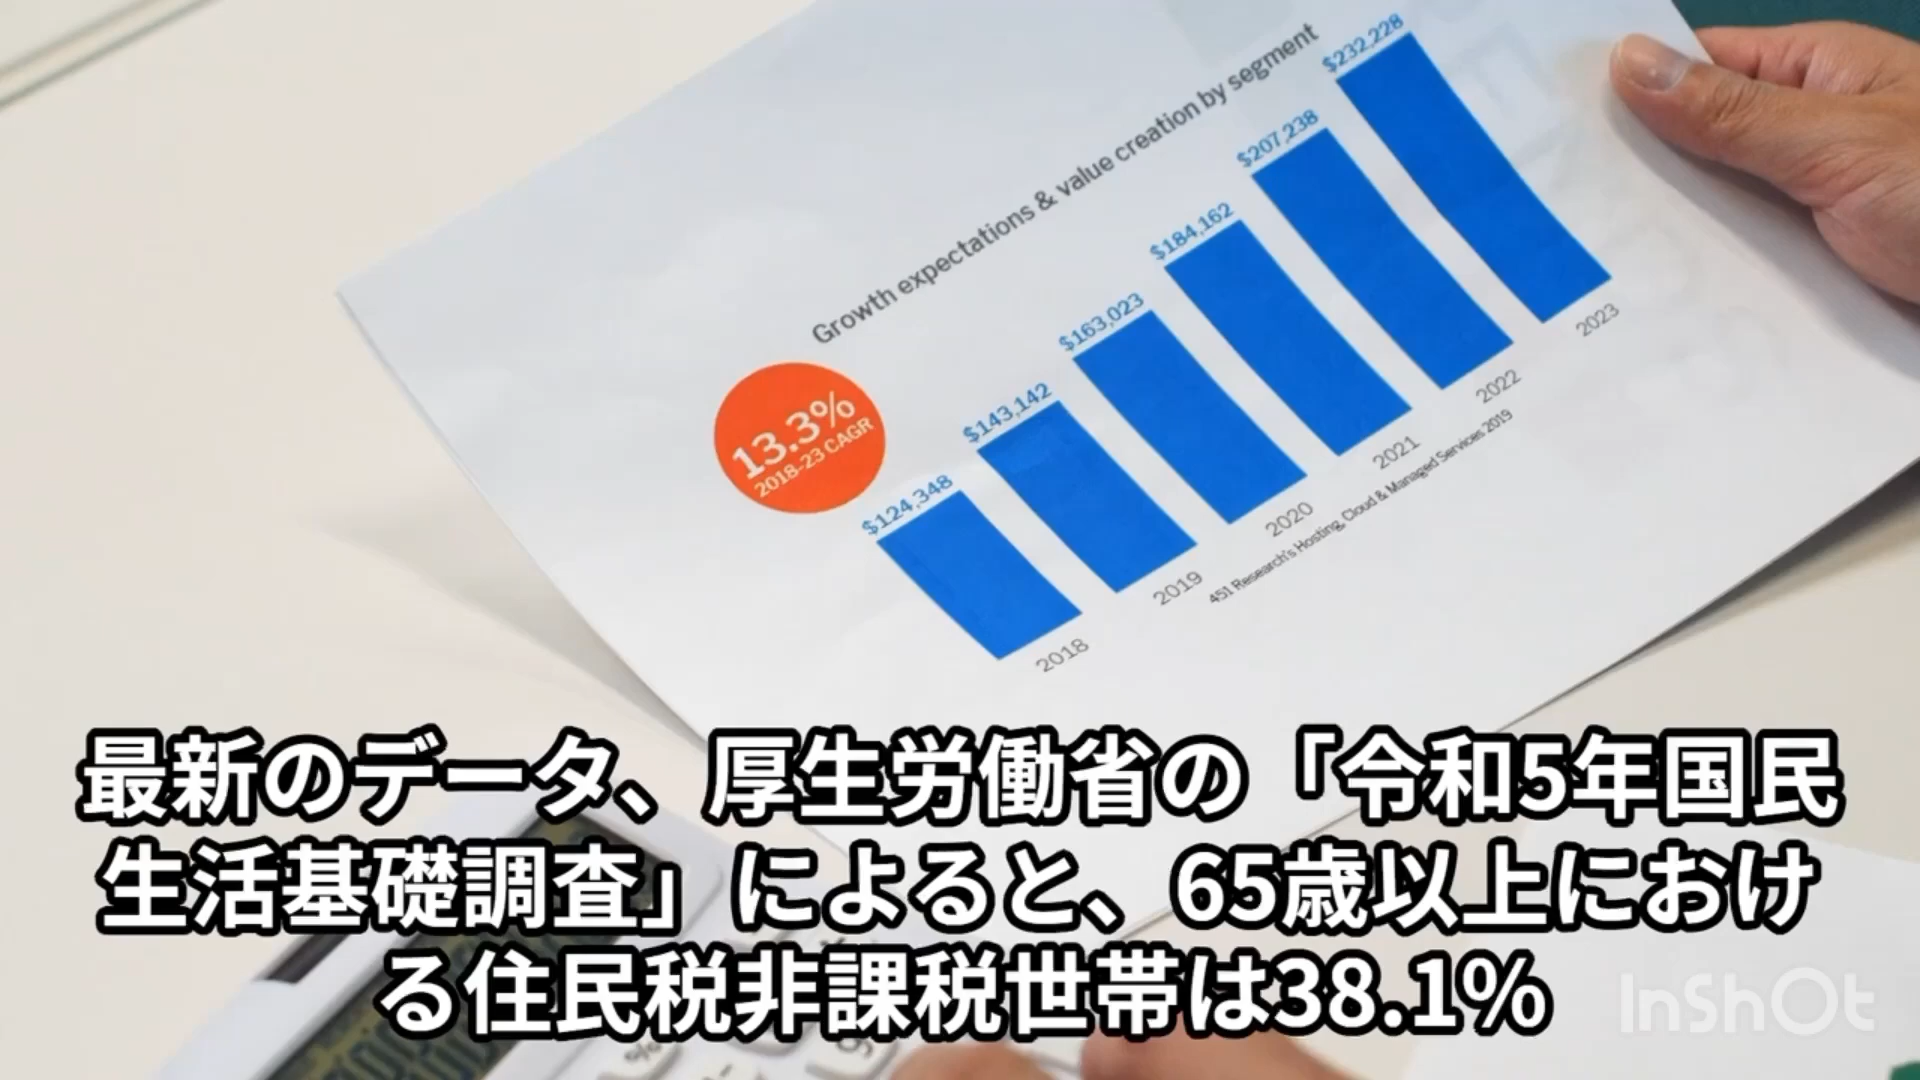 Growth expectations & value creation by segment
13.3%
2018-23 CAGR
$124,348
$143,142
$163,023
$184,162
$207,238
$232,228
2018
2019
2020
2021
2022
2023
451 Research's Hosting, Cloud & Managed Services 2019
最新のデータ、厚生労働省の「令和5年国民
生活基礎調査」によると、65歳以上におけ
る住民税非課税世帯は38.1%
InShOt